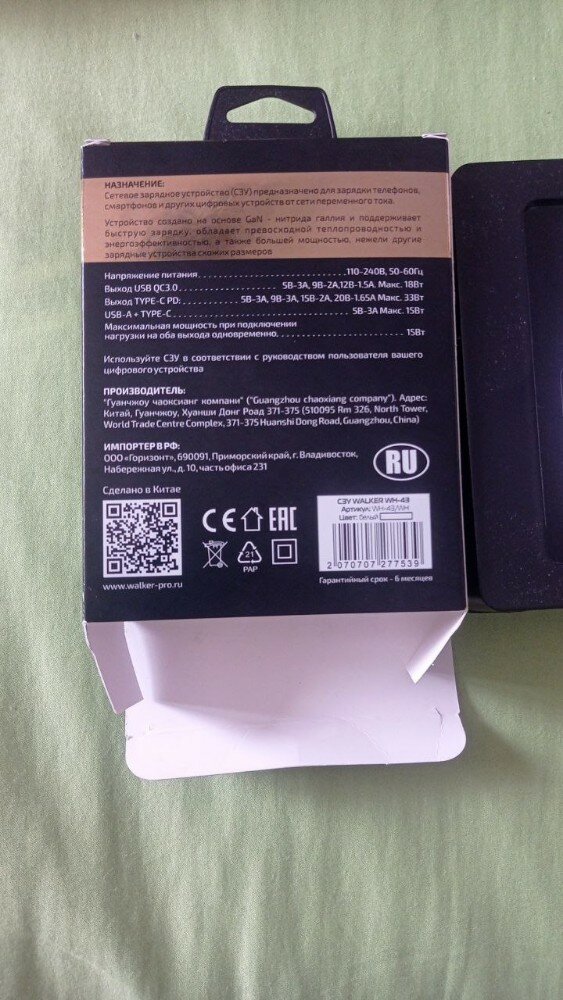 НАЗНАЧЕНИЕ:
Сетевое зарядное устройство (СЗУ) предназначено для зарядки телефонов,
смартфонов и других цифровых устройств от сети переменного тока.
Устройство создано на основе GaN - нитрида галлия и поддерживает
быструю зарядку, обладает превосходной теплопроводностью и
энергоэффективностью, а также большей мощностью, нежели другие
зарядные устройства схожих размеров
Напряжение питания ........ 110-240В, 50-60Гц
Выход USB QC3.0 ........ 5В-3А, 9В-2А,12В-1.5А. Макс. 18Вт
Выход TYPE-C PD: ........ 5В-3А, 9В-3А, 15В-2А, 20В-1.65А Макс. 33Вт
USB-A + TYPE-C ........ 5В-3А Макс. 15Вт
Максимальная мощность при подключении
нагрузки на оба выхода одновременно. ........ 15Вт
Используйте СЗУ в соответствии с руководством пользователя вашего
цифрового устройства
ПРОИЗВОДИТЕЛЬ:
"Гуанчжоу чаоксианг компани" ("Guangzhou chaoxiang company"). Адрес:
Китай, Гуанчжоу, Хуанши Донг Роад 371-375 (510095 Rm 326, North Tower,
World Trade Centre Complex, 371-375 Huanshi Dong Road, Guangzhou, China)
ИМПОРТЕР В РФ:
ООО «Горизонт», 690091, Приморский край, г. Владивосток,
Набережная ул., д. 10, часть офиса 231
RU
Сделано в Китае
www.walker-pro.ru
CE EAC
21
PAP
СЗУ WALKER WH-43
Артикул: WH-43/WH
Цвет: Белый
2 070707 277539
Гарантийный срок - 6 месяцев